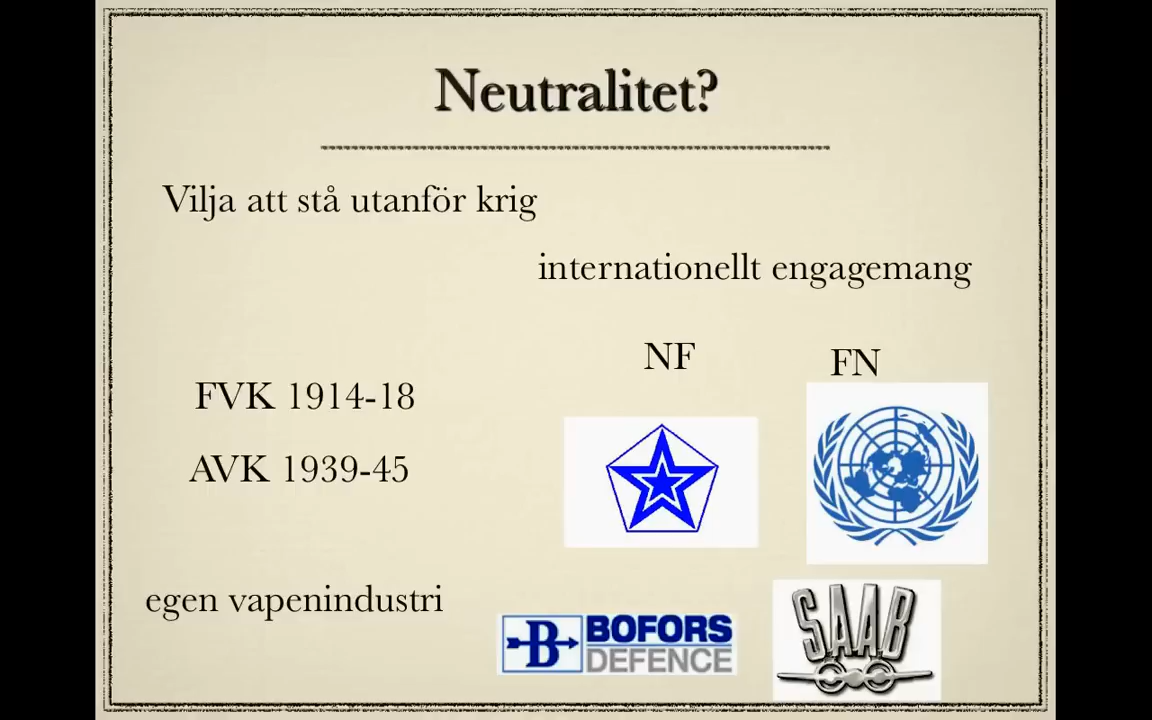 Neutralitet?
Vilja att stå utanför krig
internationellt engagemang
NF
FN
FVK 1914-18
AVK 1939-45
egen vapenindustri
B BOFORS
DEFENCE
SAAB